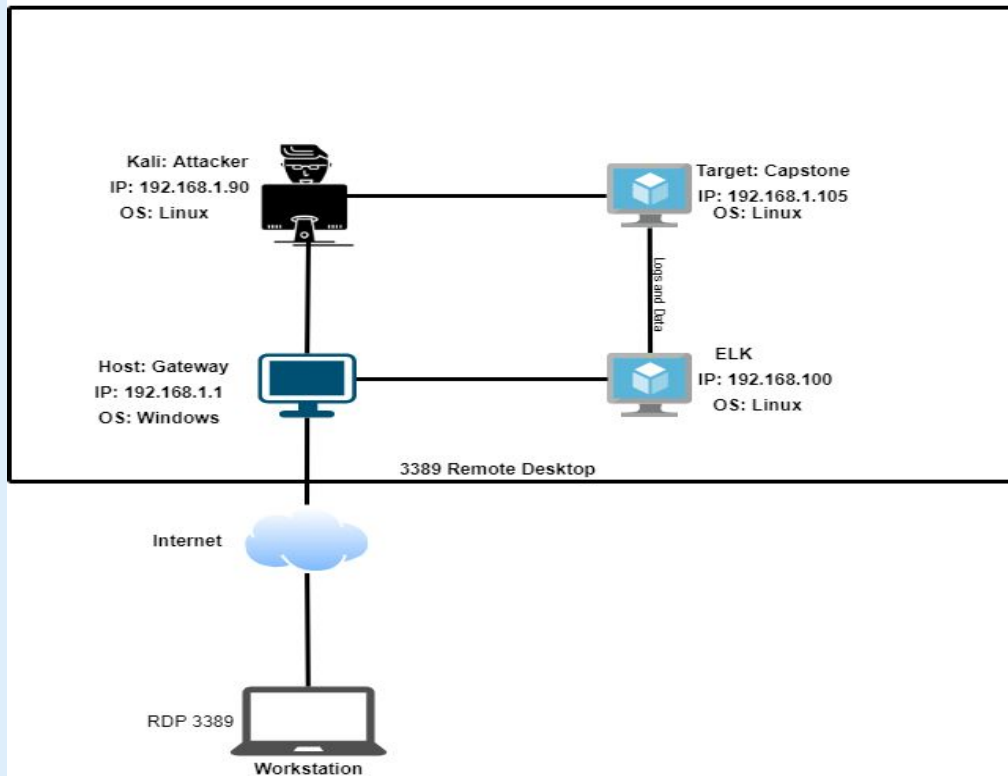 Kali: Attacker
IP: 192.168.1.90
OS: Linux
Target: Capstone
IP: 192.168.1.105
OS: Linux
Logs and Data
Host: Gateway
IP: 192.168.1.1
OS: Windows
ELK
IP: 192.168.100
OS: Linux
3389 Remote Desktop
Internet
RDP 3389
Workstation